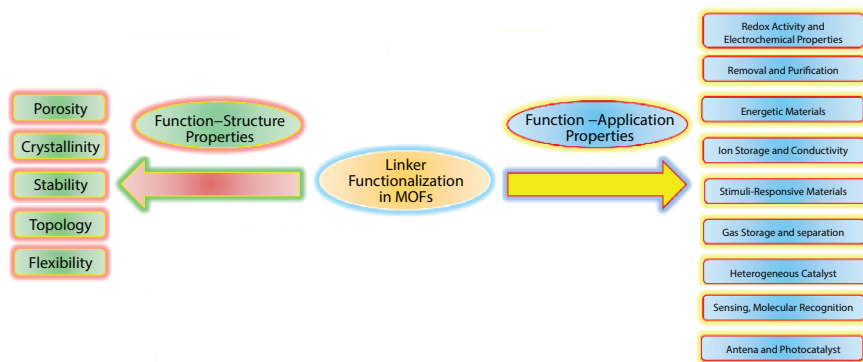 Porosity
Crystallinity
Stability
Topology
Flexibility
Function–Structure
Properties
Linker
Functionalization
in MOFs
Function –Application
Properties
Redox Activity and
Electrochemical Properties
Removal and Purification
Energetic Materials
Ion Storage and Conductivity
Stimuli-Responsive Materials
Gas Storage and separation
Heterogeneous Catalyst
Sensing, Molecular Recognition
Antena and Photocatalyst